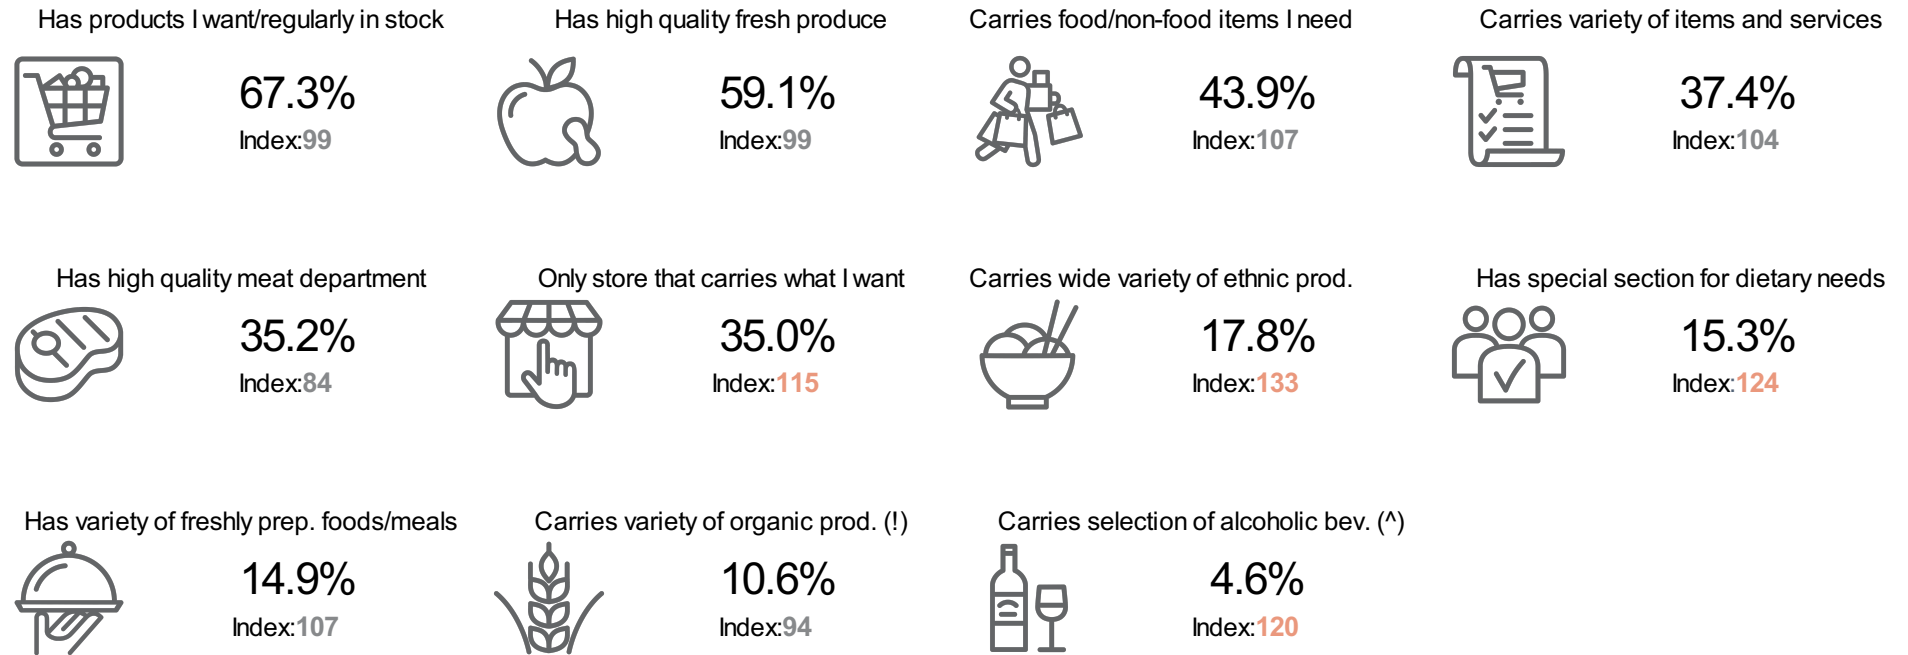 Has products I want/regularly in stock
67.3%
Index:99
Has high quality fresh produce
59.1%
Index:99
Carries food/non-food items I need
43.9%
Index:107
Carries variety of items and services
37.4%
Index:104
Has high quality meat department
35.2%
Index:84
Only store that carries what I want
35.0%
Index:115
Carries wide variety of ethnic prod.
17.8%
Index:133
Has special section for dietary needs
15.3%
Index:124
Has variety of freshly prep. foods/meals
14.9%
Index:107
Carries variety of organic prod. (!)
10.6%
Index:94
Carries selection of alcoholic bev. (^)
4.6%
Index:120